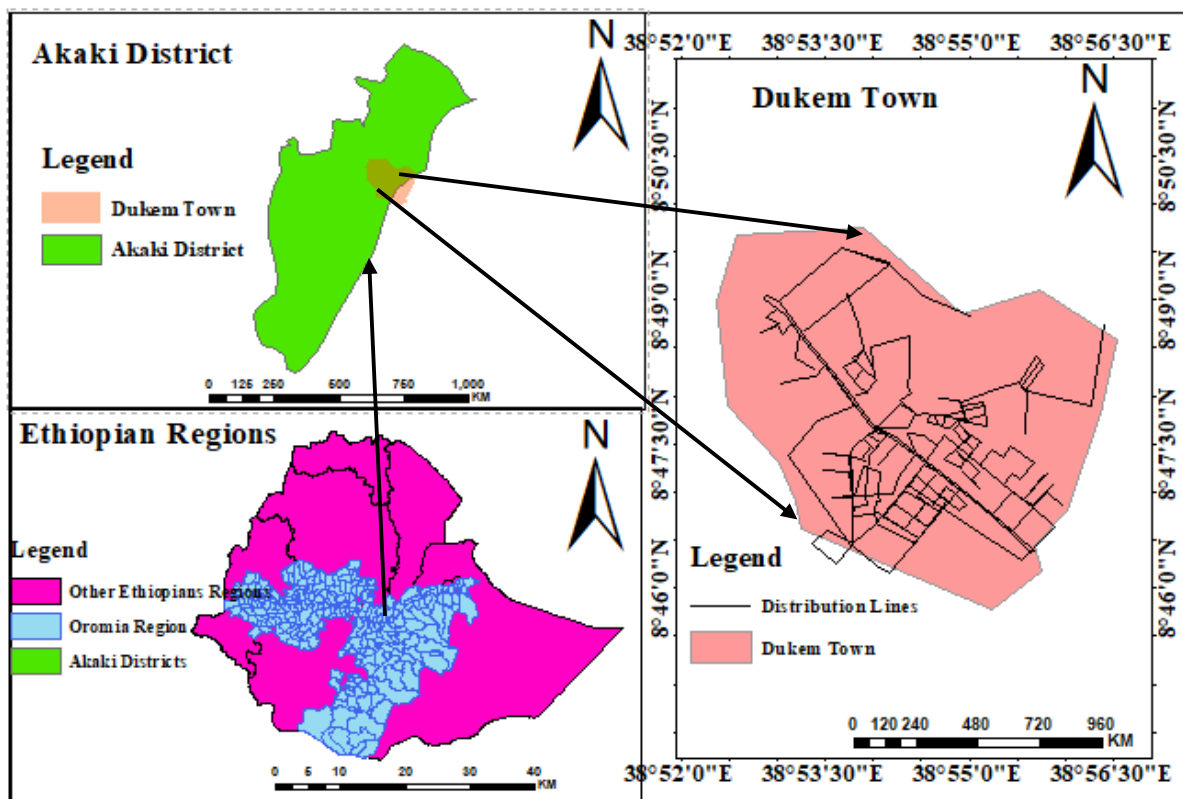 Akaki District
N
Legend
Dukem Town
Akaki District
0 125 250 500 750 1,000
KM
Ethiopian Regions
N
Legend
Other Ethiopians Regions
Oromia Region
Akaki Districts
0 5 10 20 30 40
KM
38°52'0"E 38°53'30"E 38°55'0"E 38°56'30"E
Dukem Town
N
8°50'30"N 8°50'30"N
8°49'0"N 8°49'0"N
8°47'30"N 8°47'30"N
8°46'0"N 8°46'0"N
Legend
Distribution Lines
Dukem Town
0 120 240 480 720 960
KM
38°52'0"E 38°53'30"E 38°55'0"E 38°56'30"E